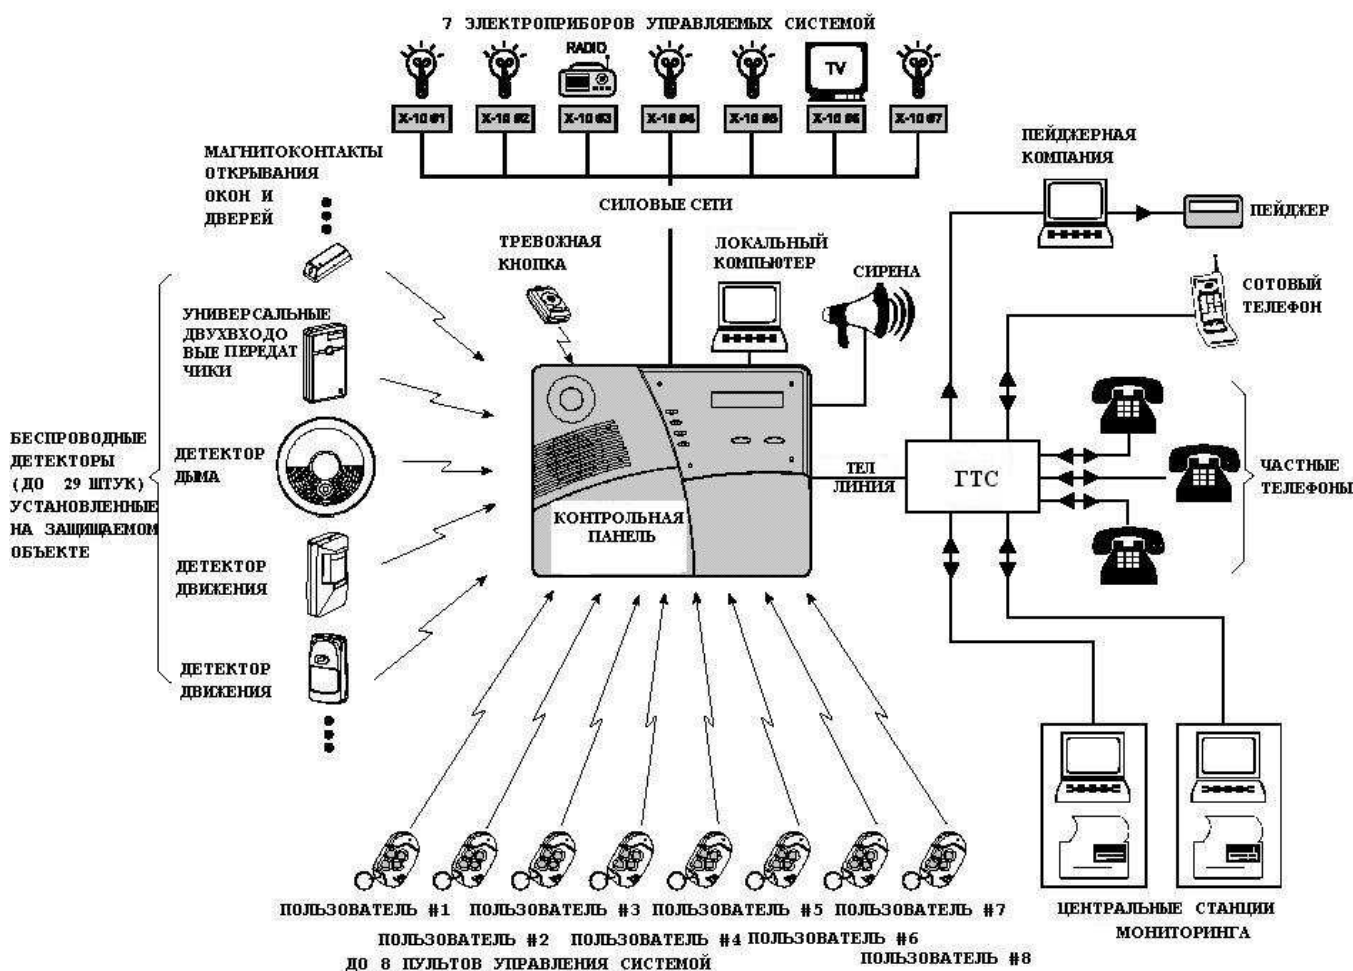 7 ЭЛЕКТРОПРИБОРОВ УПРАВЛЯЕМЫХ СИСТЕМОЙ
RADIO
TV
X-10 #1
X-10 #2
X-10 #3
X-10 #4
X-10 #5
X-10 #6
X-10 #7
СИЛОВЫЕ СЕТИ
МАГНИТОКОНТАКТЫ
ОТКРЫВАНИЯ
ОКОН И
ДВЕРЕЙ
ТРЕВОЖНАЯ
КНОПКА
ЛОКАЛЬНЫЙ
КОМПЬЮТЕР
СИРЕНА
ПЕЙДЖЕРНАЯ
КОМПАНИЯ
ПЕЙДЖЕР
СОТОВЫЙ
ТЕЛЕФОН
УНИВЕРСАЛЬНЫЕ
ДВУХВХОДО
ВЫЕ ПЕРЕДАТ
ЧИКИ
БЕСПРОВОДНЫЕ
ДЕТЕКТОРЫ
(ДО 29 ШТУК)
УСТАНОВЛЕННЫЕ
НА ЗАЩИЩАЕМОМ
ОБЪЕКТЕ
ДЕТЕКТОР
ДЫМА
ДЕТЕКТОР
ДВИЖЕНИЯ
ДЕТЕКТОР
ДВИЖЕНИЯ
КОНТРОЛЬНАЯ
ПАНЕЛЬ
ТЕЛ
ЛИНИЯ
ГТС
ЧАСТНЫЕ
ТЕЛЕФОНЫ
ПОЛЬЗОВАТЕЛЬ #1 ПОЛЬЗОВАТЕЛЬ #3 ПОЛЬЗОВАТЕЛЬ #5 ПОЛЬЗОВАТЕЛЬ #7
ПОЛЬЗОВАТЕЛЬ #2 ПОЛЬЗОВАТЕЛЬ #4 ПОЛЬЗОВАТЕЛЬ #6
ПОЛЬЗОВАТЕЛЬ #8
ДО 8 ПУЛЬТОВ УПРАВЛЕНИЯ СИСТЕМОЙ
ЦЕНТРАЛЬНЫЕ СТАНЦИИ
МОНИТОРИНГА